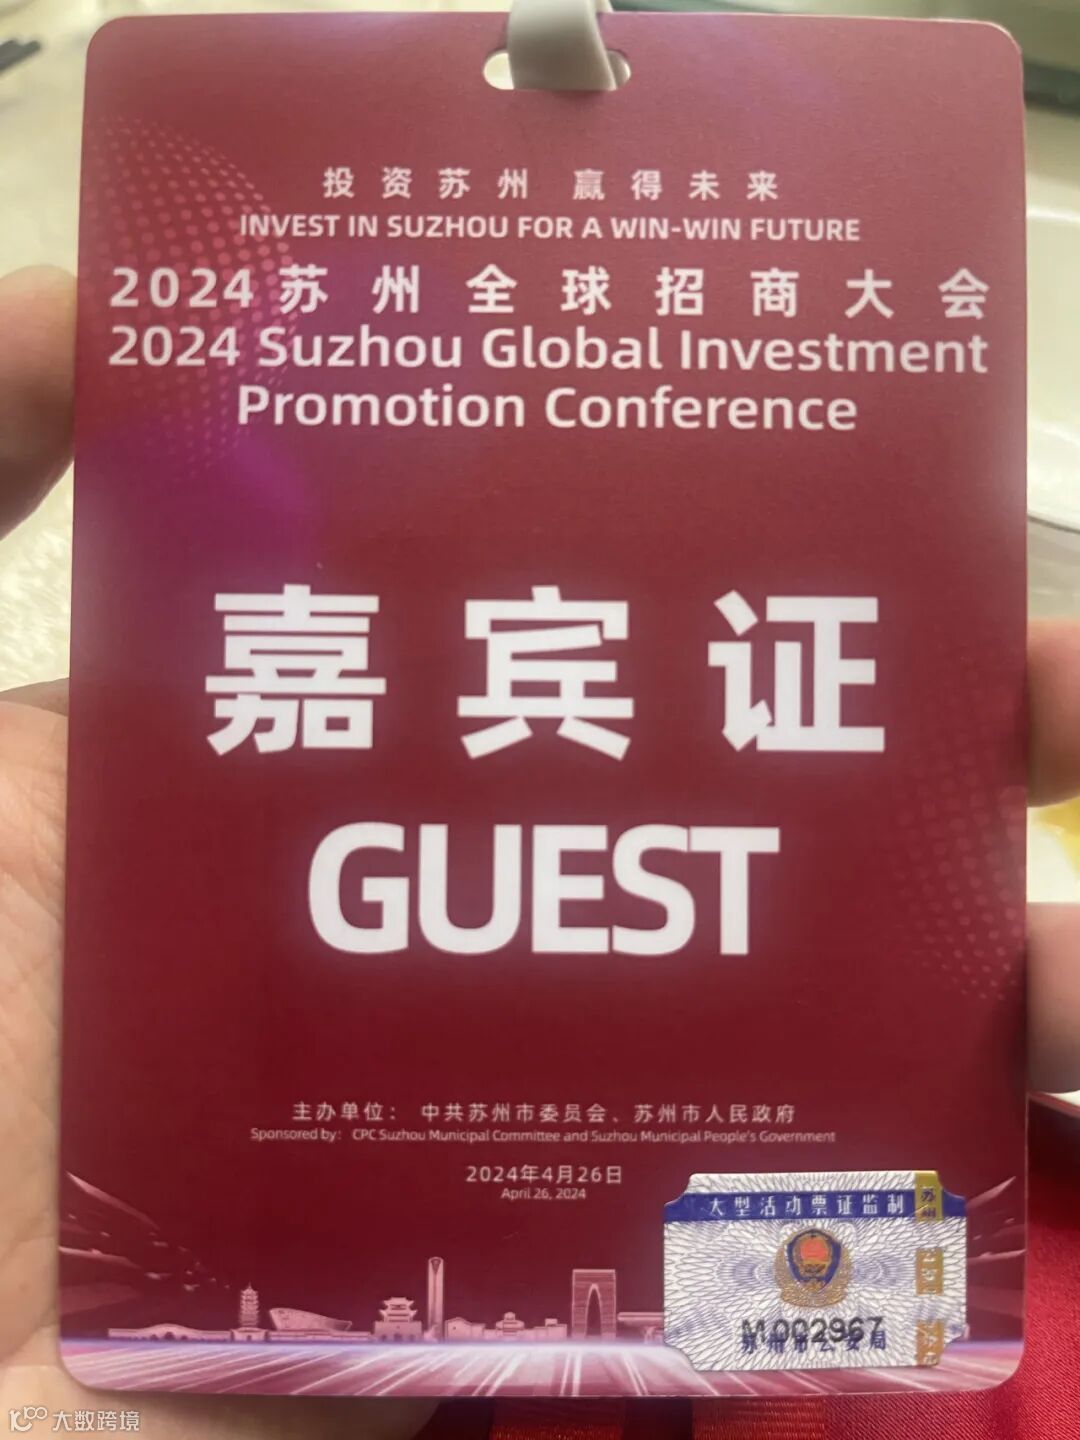 投资苏州 赢得未来
INVEST IN SUZHOU FOR A WIN-WIN FUTURE
2024苏州全球招商大会
2024 Suzhou Global Investment
Promotion Conference
嘉宾证
GUEST
主办单位：中共苏州市委员会、苏州市人民政府
Sponsored by: CPC Suzhou Municipal Committee and Suzhou Municipal People's Government
2024年4月26日
April 26, 2024
大型活动票证监制
苏州
M 002967
苏州市公安局
大数跨境